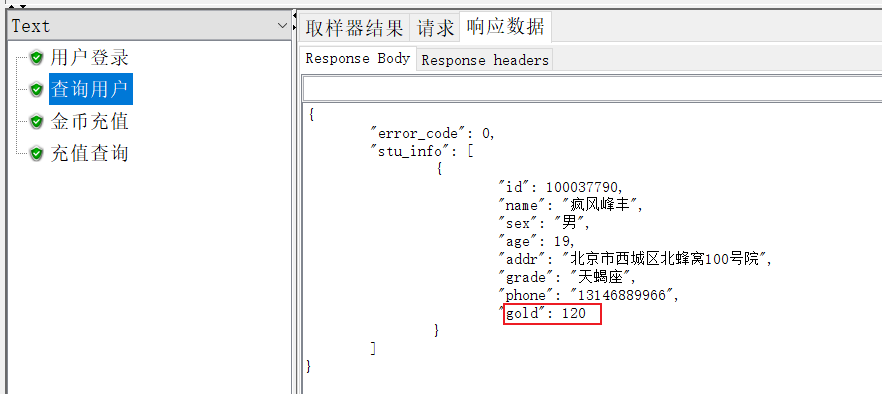 Text
用户登录
查询用户
金币充值
充值查询
取样器结果 请求 响应数据
Response Body Response headers
{
"error_code": 0,
"stu_info": [
{
"id": 100037790,
"name": "疯风峰丰",
"sex": "男",
"age": 19,
"addr": "北京市西城区北蜂窝100号院",
"grade": "天蝎座",
"phone": "13146889966",
"gold": 120
}
]
}